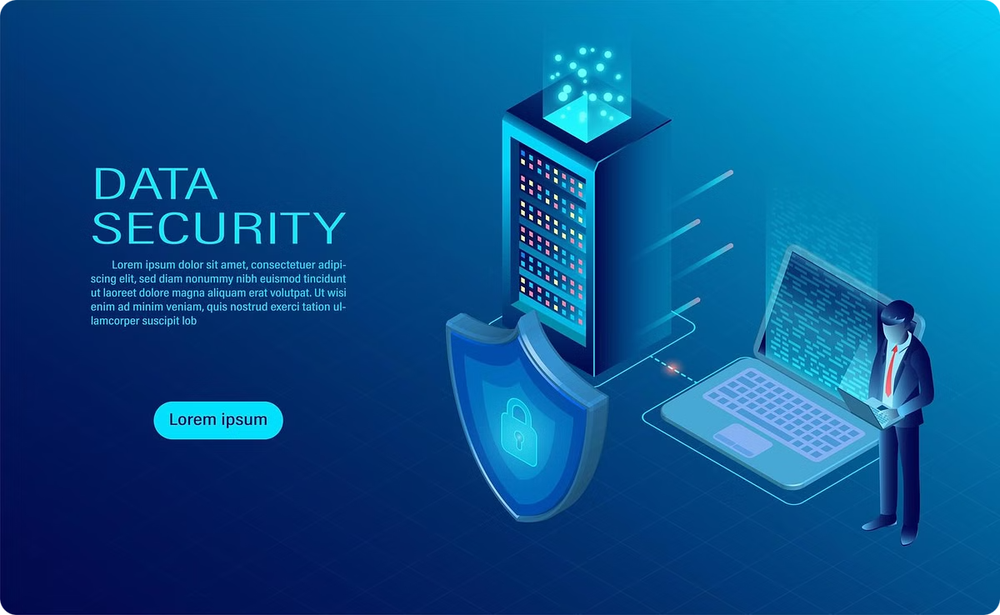 DATA
SECURITY
Lorem ipsum dolor sit amet, consectetuer adipi-
scing elit, sed diam nonummy nibh euismod tincidunt
ut laoreet dolore magna aliquam erat volutpat. Ut wisi
enim ad minim veniam, quis nostrud exerci tation ul-
lamcorper suscipit lob
Lorem ipsum